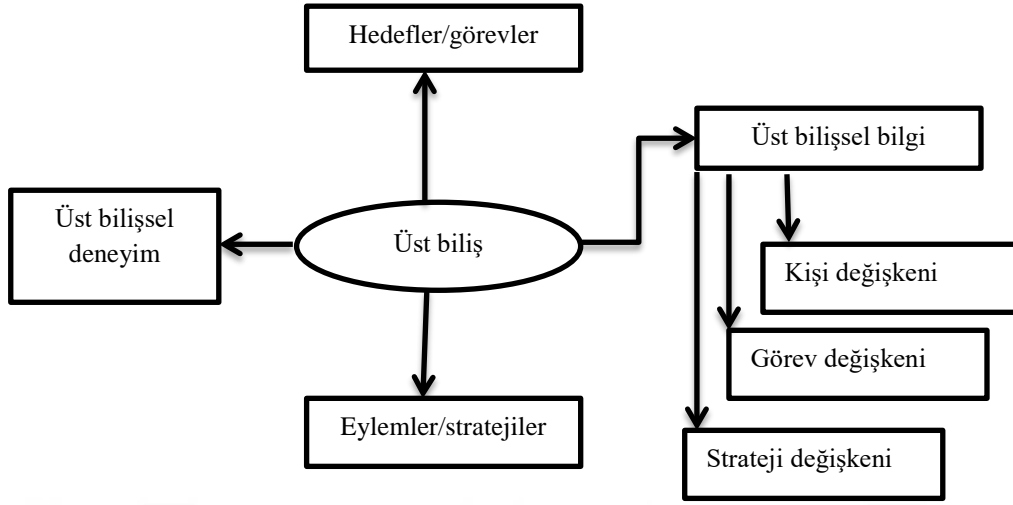 Hedefler/görevler
Üst bilişsel bilgi
Üst bilişsel
deneyim
Üst biliş
Kişi değişkeni
Görev değişkeni
Eylemler/stratejiler
Strateji değişkeni